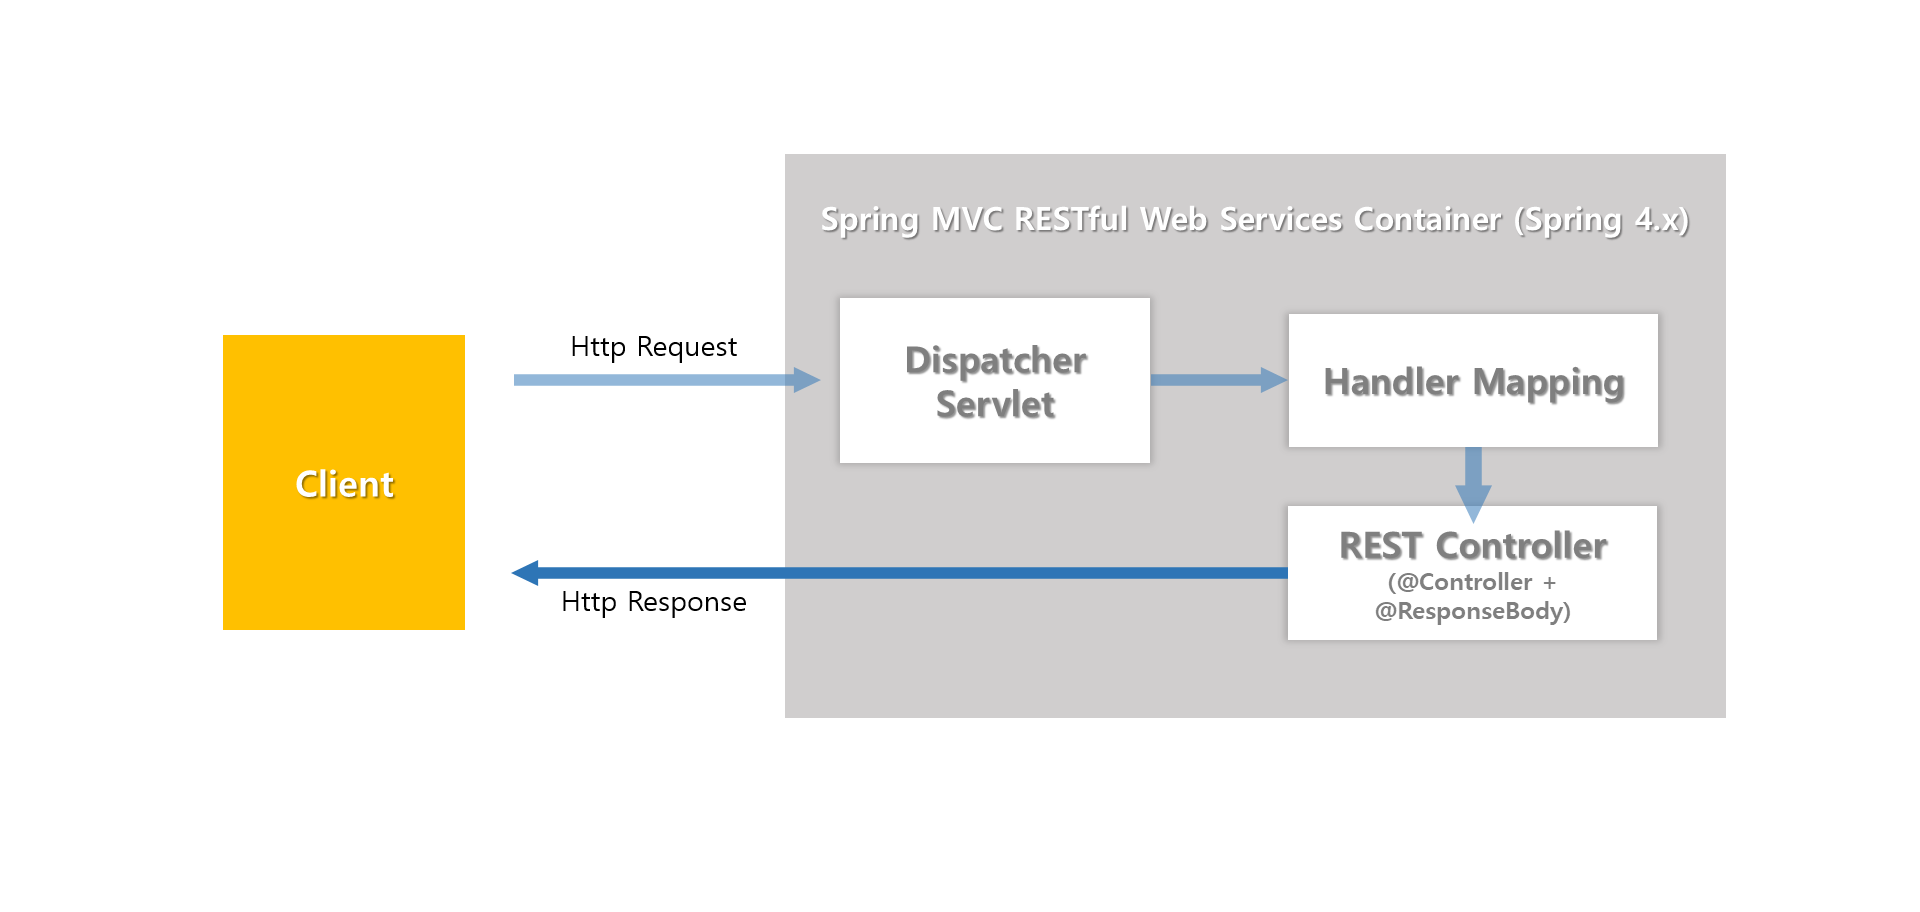 Spring MVC RESTful Web Services Container (Spring 4.x)
Http Request
Dispatcher
Servlet
Handler Mapping
Client
REST Controller
(@Controller +
@ResponseBody)
Http Response